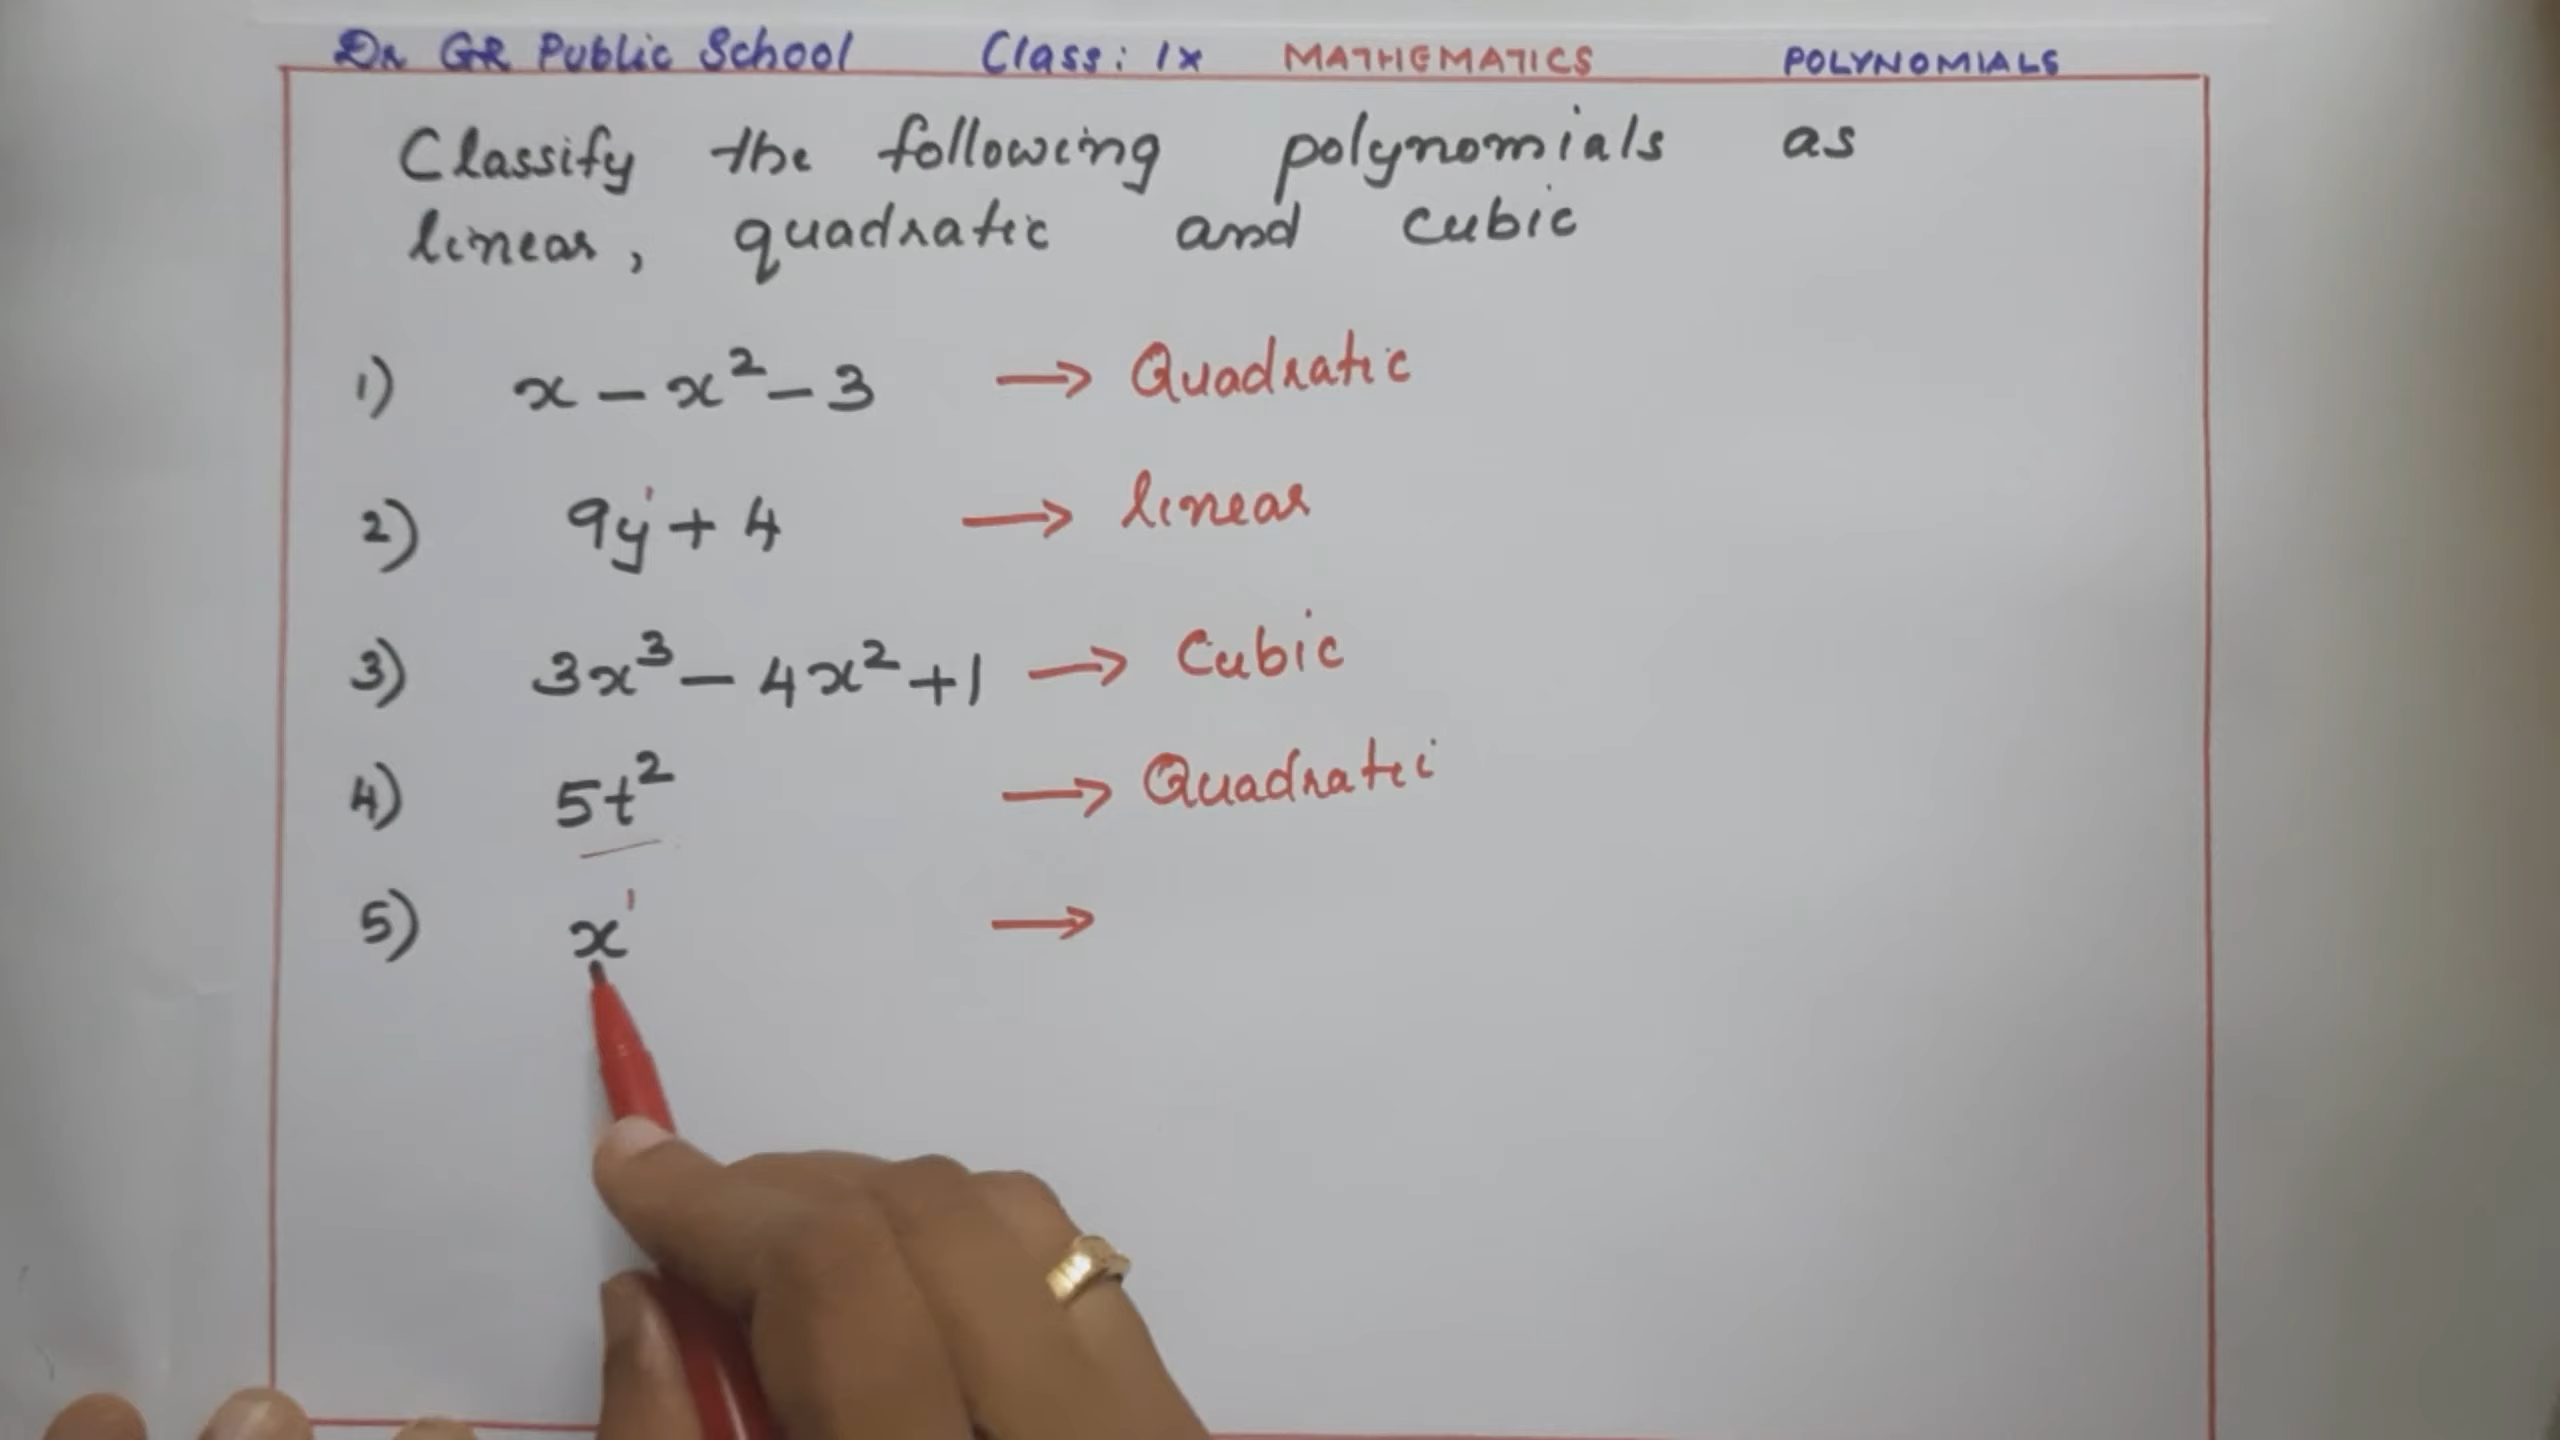 Dr GR Public School Class: IX MATHEMATICS POLYNOMIALS
Classify the following polynomials as
linear, quadratic and cubic
1) x - x² - 3 → Quadratic
2) 9y¹ + 4 → linear
3) 3x³ - 4x² + 1 → Cubic
4) 5t² → Quadrati
5) x¹ →